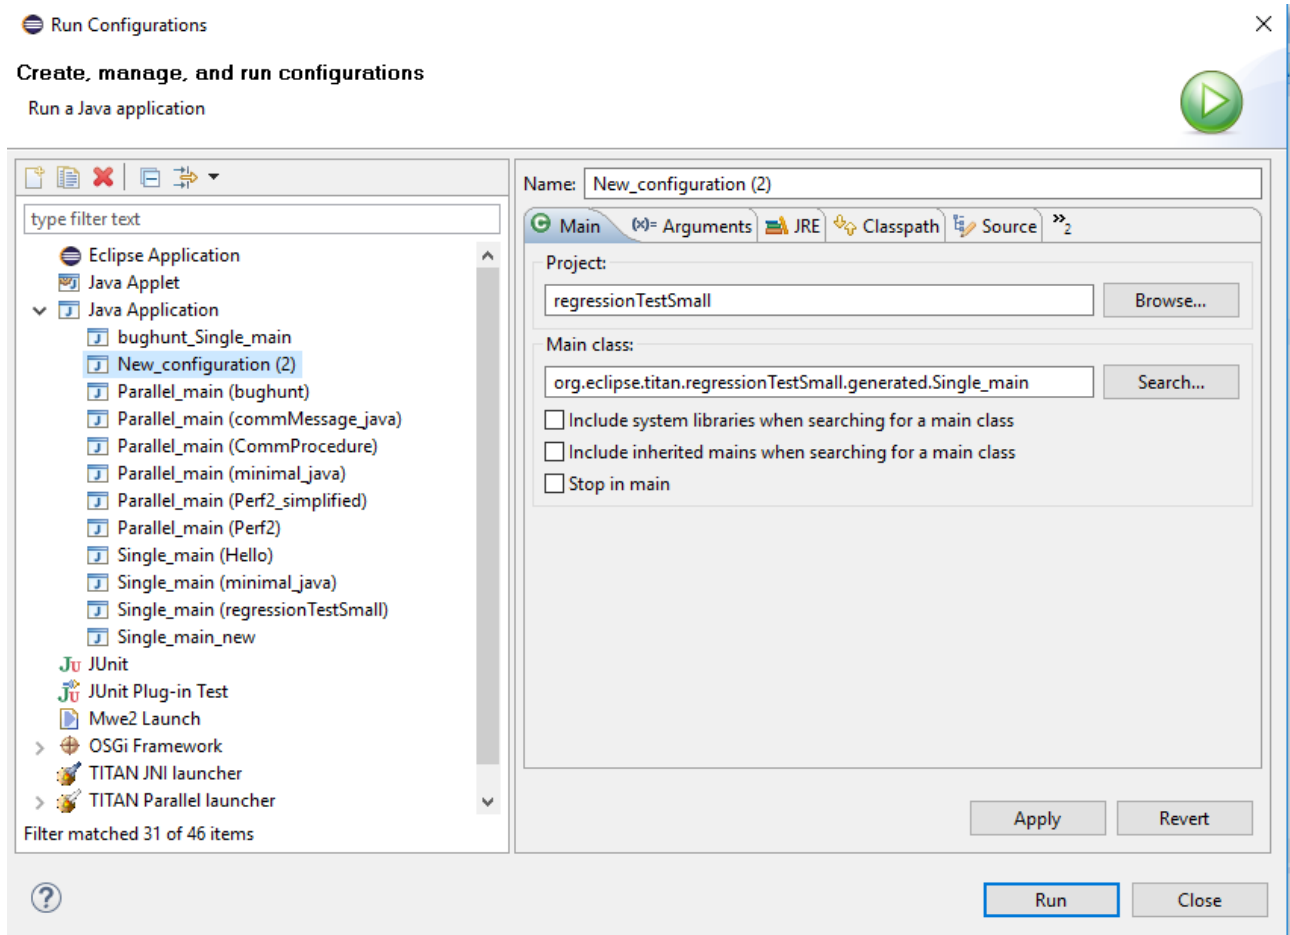 Run Configurations
Create, manage, and run configurations
Run a Java application
type filter text
Eclipse Application
Java Applet
Java Application
bughunt_Single_main
New_configuration (2)
Parallel_main (bughunt)
Parallel_main (commMessage_java)
Parallel_main (CommProcedure)
Parallel_main (minimal_java)
Parallel_main (Perf2_simplified)
Parallel_main (Perf2)
Single_main (Hello)
Single_main (minimal_java)
Single_main (regressionTestSmall)
Single_main_new
JUnit
JUnit Plug-in Test
Mwe2 Launch
OSGi Framework
TITAN JNI launcher
TITAN Parallel launcher
Filter matched 31 of 46 items
Name: New_configuration (2)
Main (x)= Arguments JRE Classpath Source »2
Project:
regressionTestSmall Browse...
Main class:
org.eclipse.titan.regressionTestSmall.generated.Single_main Search...
Include system libraries when searching for a main class
Include inherited mains when searching for a main class
Stop in main
Apply Revert
Run Close